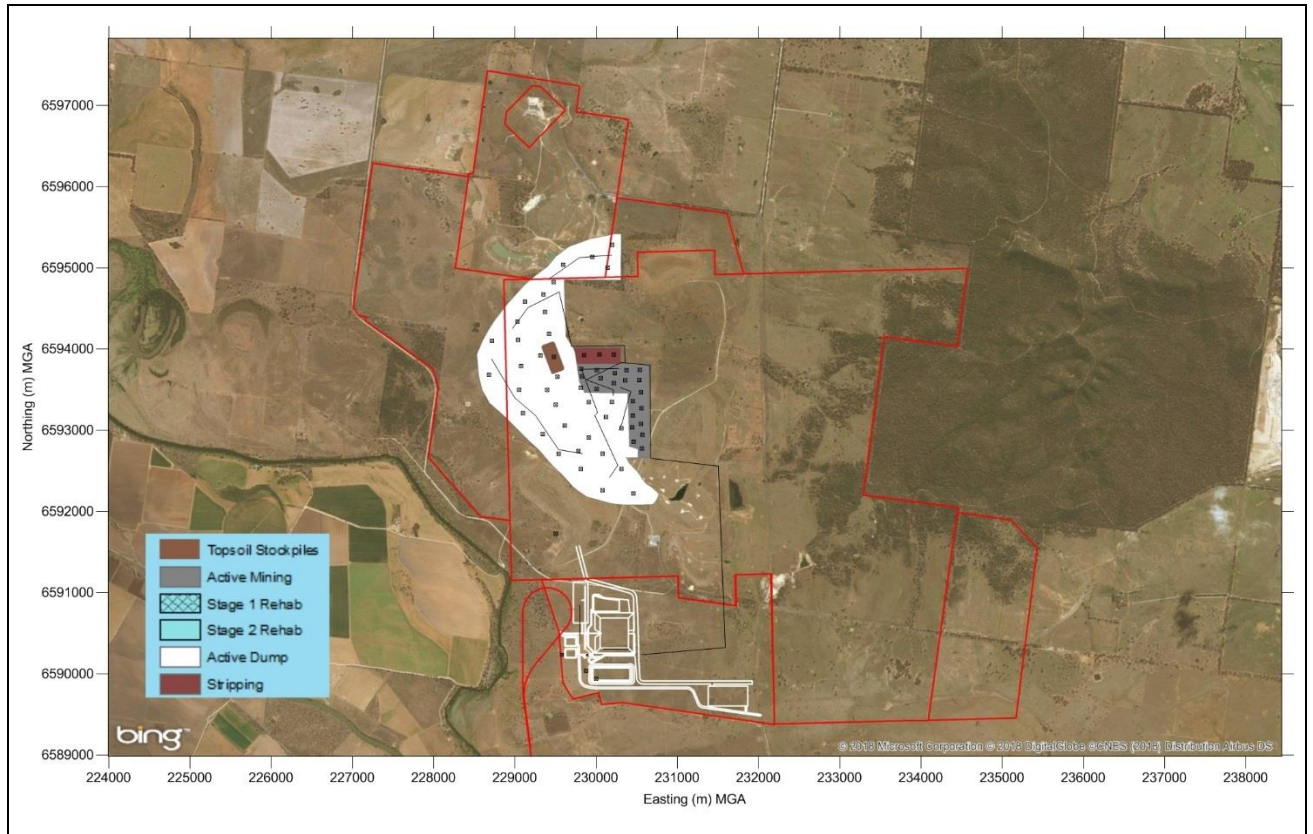 6597000
6596000
6595000
6594000
6593000
6592000
6591000
6590000
6589000
Northing (m) MGA
Topsoil Stockpiles
Active Mining
Stage 1 Rehab
Stage 2 Rehab
Active Dump
Stripping
bing™
© 2018 Microsoft Corporation © 2018 DigitalGlobe ©CNES (2018) Distribution Airbus DS
224000 225000 226000 227000 228000 229000 230000 231000 232000 233000 234000 235000 236000 237000 238000
Easting (m) MGA